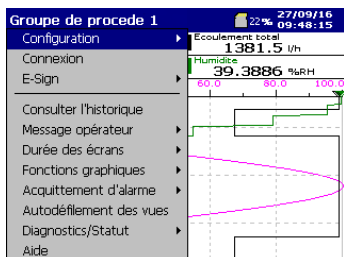 Groupe de procede 1
22%
27/09/16
09:48:15
Configuration
Connexion
E-Sign
Consulter l'historique
Message opérateur
Durée des écrans
Fonctions graphiques
Acquittement d'alarme
Autodéfilement des vues
Diagnostics/Statut
Aide
Ecoulement total
1381.5 l/h
Humidite
39.3886 %RH
60.0 80.0 100.0